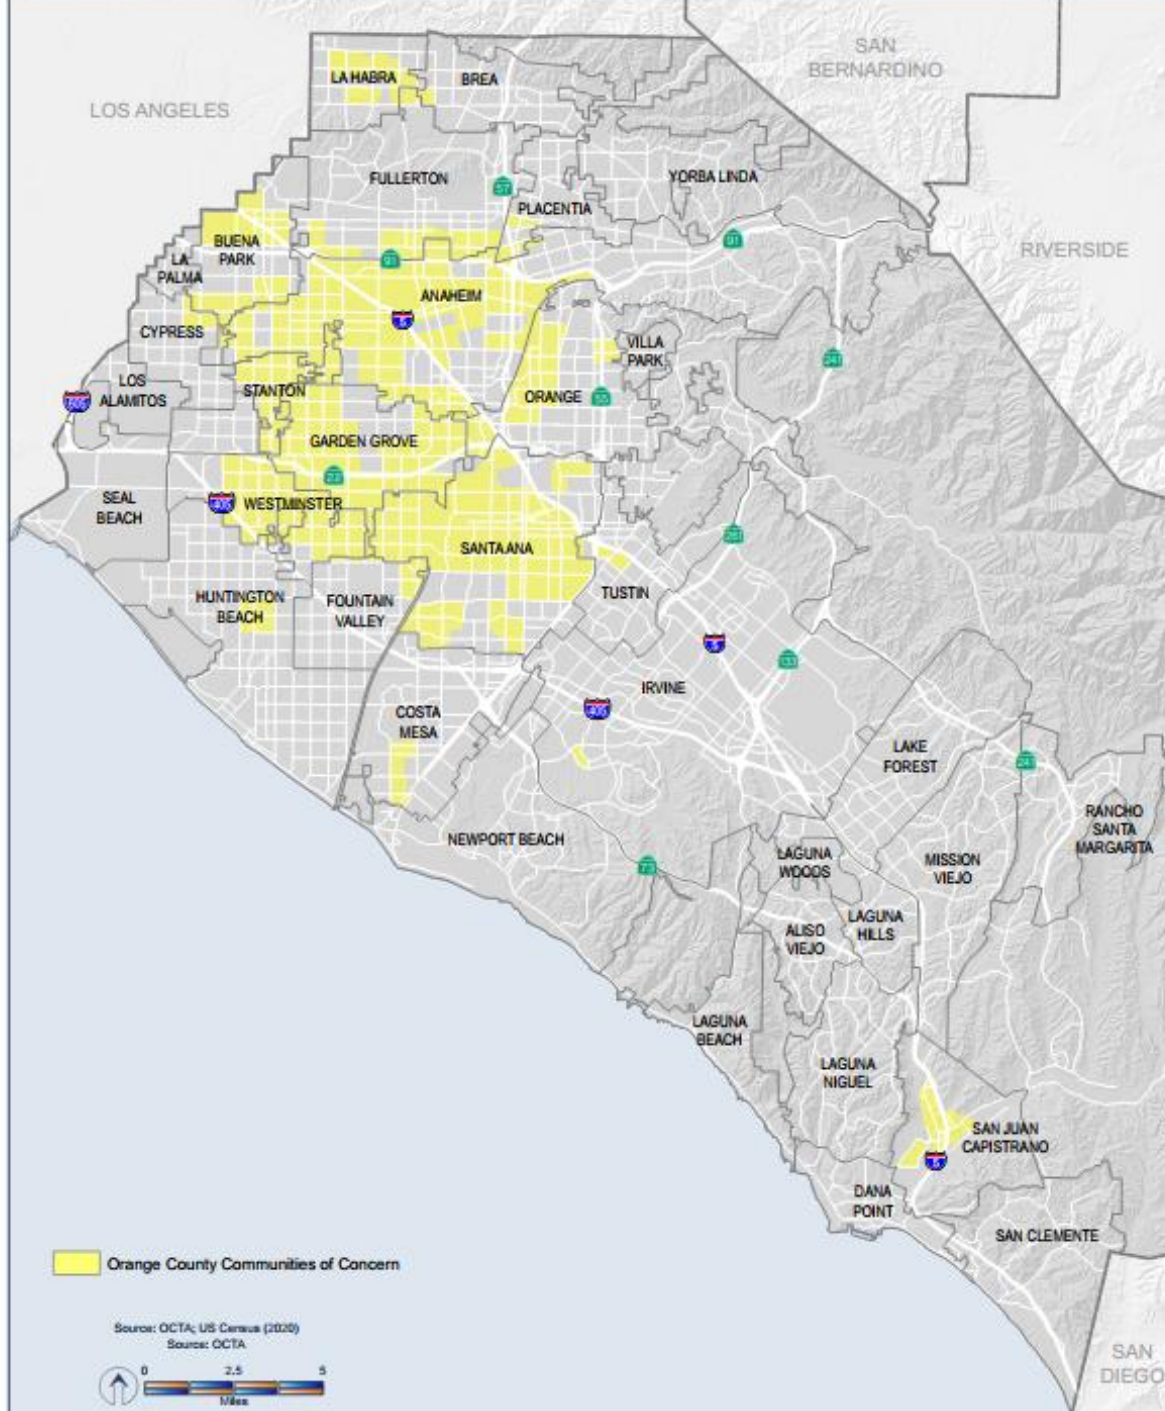 SAN
BERNARDINO
LA HABRA
BREA
LOS ANGELES
FULLERTON
YORBA LINDA
57
PLACENTIA
BUENA
PARK
91
91
RIVERSIDE
LA
PALMA
ANAHEIM
5
CYPRESS
VILLA
PARK
241
LOS
ALAMITOS
STANTON
ORANGE
55
605
GARDEN GROVE
22
SEAL
BEACH
405
WESTMINSTER
SANTA ANA
261
HUNTINGTON
BEACH
FOUNTAIN
VALLEY
TUSTIN
5
133
IRVINE
COSTA
MESA
405
LAKE
FOREST
241
RANCHO
SANTA
MARGARITA
NEWPORT BEACH
73
LAGUNA
WOODS
MISSION
VIEJO
ALISO
VIEJO
LAGUNA
HILLS
LAGUNA
BEACH
LAGUNA
NIGUEL
SAN JUAN
CAPISTRANO
5
DANA
POINT
SAN CLEMENTE
Orange County Communities of Concern
Source: OCTA; US Census (2020)
Source: OCTA
0 2.5 5
Miles
SAN
DIEGO